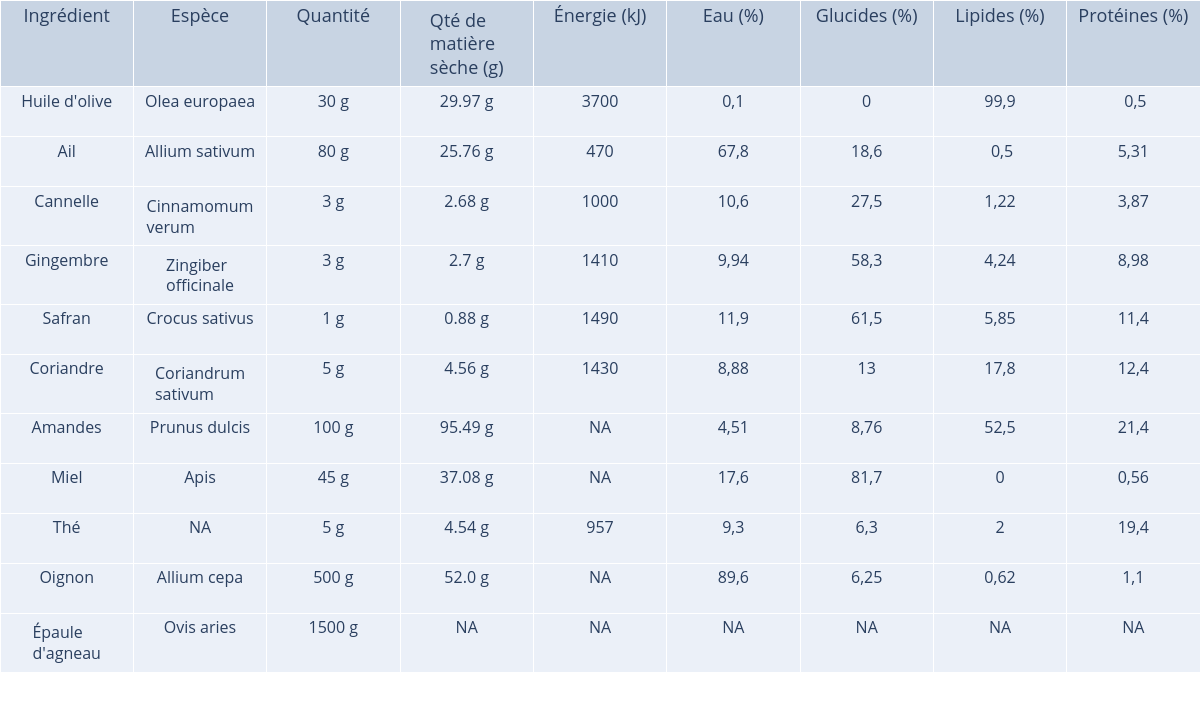 Ingrédient Espèce Quantité Qté de matière sèche (g) Énergie (kJ) Eau (%) Glucides (%) Lipides (%) Protéines (%)
Huile d'olive Olea europaea 30 g 29.97 g 3700 0,1 0 99,9 0,5
Ail Allium sativum 80 g 25.76 g 470 67,8 18,6 0,5 5,31
Cannelle Cinnamomum verum 3 g 2.68 g 1000 10,6 27,5 1,22 3,87
Gingembre Zingiber officinale 3 g 2.7 g 1410 9,94 58,3 4,24 8,98
Safran Crocus sativus 1 g 0.88 g 1490 11,9 61,5 5,85 11,4
Coriandre Coriandrum sativum 5 g 4.56 g 1430 8,88 13 17,8 12,4
Amandes Prunus dulcis 100 g 95.49 g NA 4,51 8,76 52,5 21,4
Miel Apis 45 g 37.08 g NA 17,6 81,7 0 0,56
Thé NA 5 g 4.54 g 957 9,3 6,3 2 19,4
Oignon Allium cepa 500 g 52.0 g NA 89,6 6,25 0,62 1,1
Épaule d'agneau Ovis aries 1500 g NA NA NA NA NA NA